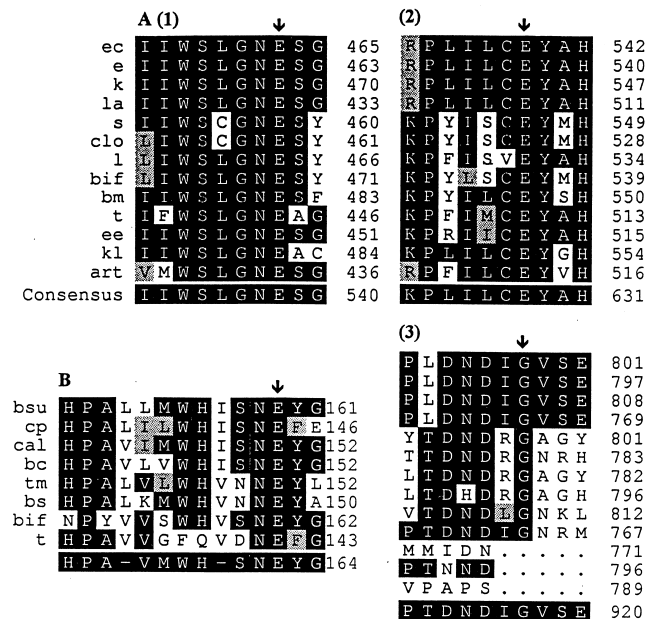 A (1)
ec I I W S L G N E S G 465
e I I W S L G N E S G 463
k I I W S L G N E S G 470
la I I W S L G N E S G 433
s I I W S C G N E S Y 460
clo L I W S C G N E S Y 461
l L I W S L G N E S Y 466
bif L I W S L G N E S Y 471
bm I I W S L G N E S F 483
t I F W S L G N E A G 446
ee I I W S L G N E S G 451
kl I I W S L G N E A C 484
art V M W S L G N E S G 436
Consensus I I W S L G N E S G 540
(2)
R P L I L C E Y A H 542
R P L I L C E Y A H 540
R P L I L C E Y A H 547
R P L I L C E Y A H 511
K P Y I S C E Y M H 549
K P Y I S C E Y M H 528
K P F I S V E Y A H 534
K P Y L S C E Y M H 539
K P Y I L C E Y S H 550
K P F I M C E Y A H 513
K P R I I C E Y A H 515
K P L I L C E Y G H 554
R P F I L C E Y V H 516
K P L I L C E Y A H 631
B
bsu H P A L L M W H I S N E Y G 161
cp H P A L I L W H I S N E F E 146
cal H P A V I M W H I S N E Y G 152
bc H P A V L V W H I S N E Y G 152
tm H P A L V L W H V N N E Y L 152
bs H P A L K M W H V N N E Y A 150
bif N P Y V V S W H V S N E Y G 162
t H P A V V G F Q V D N E F G 143
H P A - V M W H - S N E Y G 164
(3)
P L D N D I G V S E 801
P L D N D I G V S E 797
P L D N D I G V S E 808
P L D N D I G V S E 769
Y T D N D R G A G Y 801
T T D N D R G N R H 783
L T D N D R G A G Y 782
L T D H D R G A G H 796
V T D N D L G N K L 812
P T D N D I G N R M 767
M M I D N . . . . . 771
P T N N D . . . . . 796
V P A P S . . . . . 789
P T D N D I G V S E 920